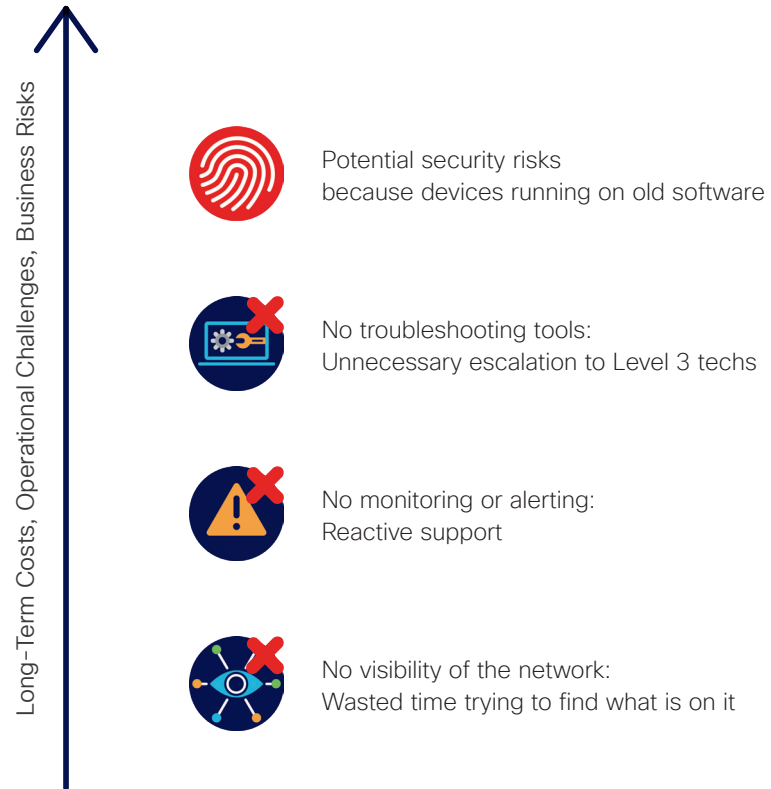 Long-Term Costs, Operational Challenges, Business Risks
Potential security risks
because devices running on old software
No troubleshooting tools:
Unnecessary escalation to Level 3 techs
No monitoring or alerting:
Reactive support
No visibility of the network:
Wasted time trying to find what is on it